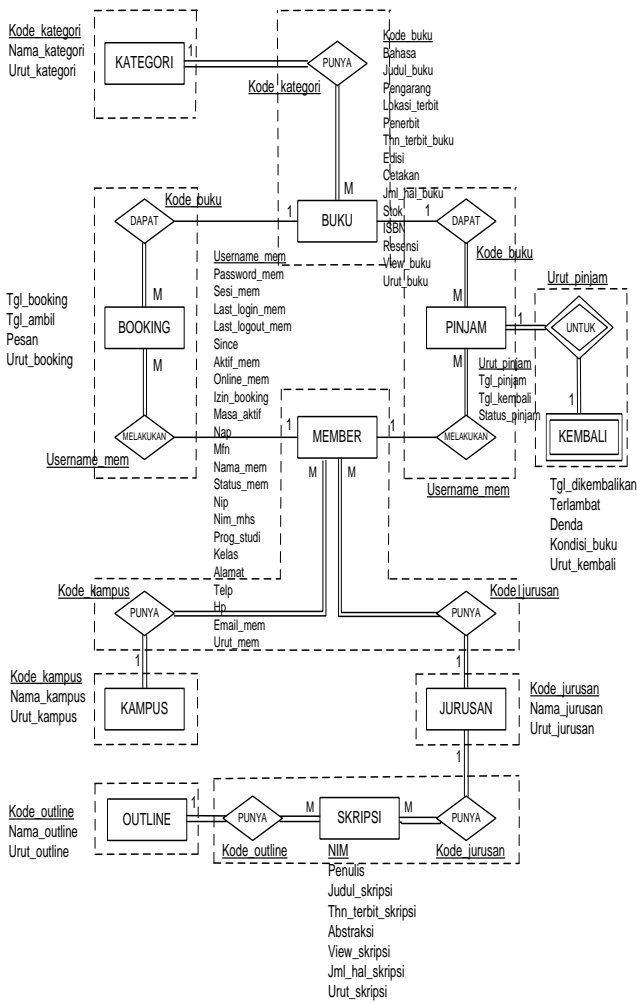 Kode_kategori
Nama_kategori
Urut_kategori
KATEGORI
1
PUNYA
Kode_kategori
M
Kode_buku
Bahasa
Judul_buku
Pengarang
Lokasi_terbit
Penerbit
Thn_terbit_buku
Edisi
Cetakan
Jml_hal_buku
Stok
ISBN
Resensi
View_buku
Urut_buku
DAPAT
Kode_buku
1
BUKU
1
DAPAT
Kode_buku
M
Tgl_booking
Tgl_ambil
Pesan
Urut_booking
BOOKING
M
MELAKUKAN
Username_mem
Username_mem
Password_mem
Sesi_mem
Last_login_mem
Last_logout_mem
Since
Aktif_mem
Online_mem
Izin_booking
Masa_aktif
Nap
Mfn
Nama_mem
Status_mem
Nip
Nim_mhs
Prog_studi
Kelas
Alamat
Telp
Hp
Email_mem
Urut_mem
1
MEMBER
1
M
M
M
PINJAM
1
M
Urut_pinjam
Tgl_pinjam
Tgl_kembali
Status_pinjam
MELAKUKAN
Username_mem
Urut_pinjam
UNTUK
1
KEMBALI
Tgl_dikembalikan
Terlambat
Denda
Kondisi_buku
Urut_kembali
Kode_kampus
PUNYA
1
Kode_kampus
Nama_kampus
Urut_kampus
KAMPUS
Kode_jurusan
PUNYA
1
JURUSAN
Kode_jurusan
Nama_jurusan
Urut_jurusan
1
Kode_outline
Nama_outline
Urut_outline
OUTLINE
1
PUNYA
Kode_outline
M
SKRIPSI
M
PUNYA
Kode_jurusan
NIM
Penulis
Judul_skripsi
Thn_terbit_skripsi
Abstraksi
View_skripsi
Jml_hal_skripsi
Urut_skripsi